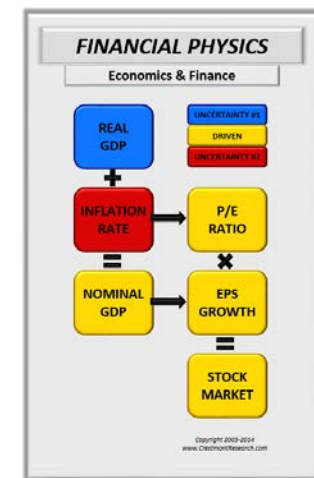 FINANCIAL PHYSICS
Economics & Finance
REAL
GDP
UNCERTAINTY #1
DRIVEN
UNCERTAINTY #2
+
INFLATION
RATE
P/E
RATIO
=
×
NOMINAL
GDP
EPS
GROWTH
=
STOCK
MARKET
Copyright 2003-2014
www.CrestmontResearch.com